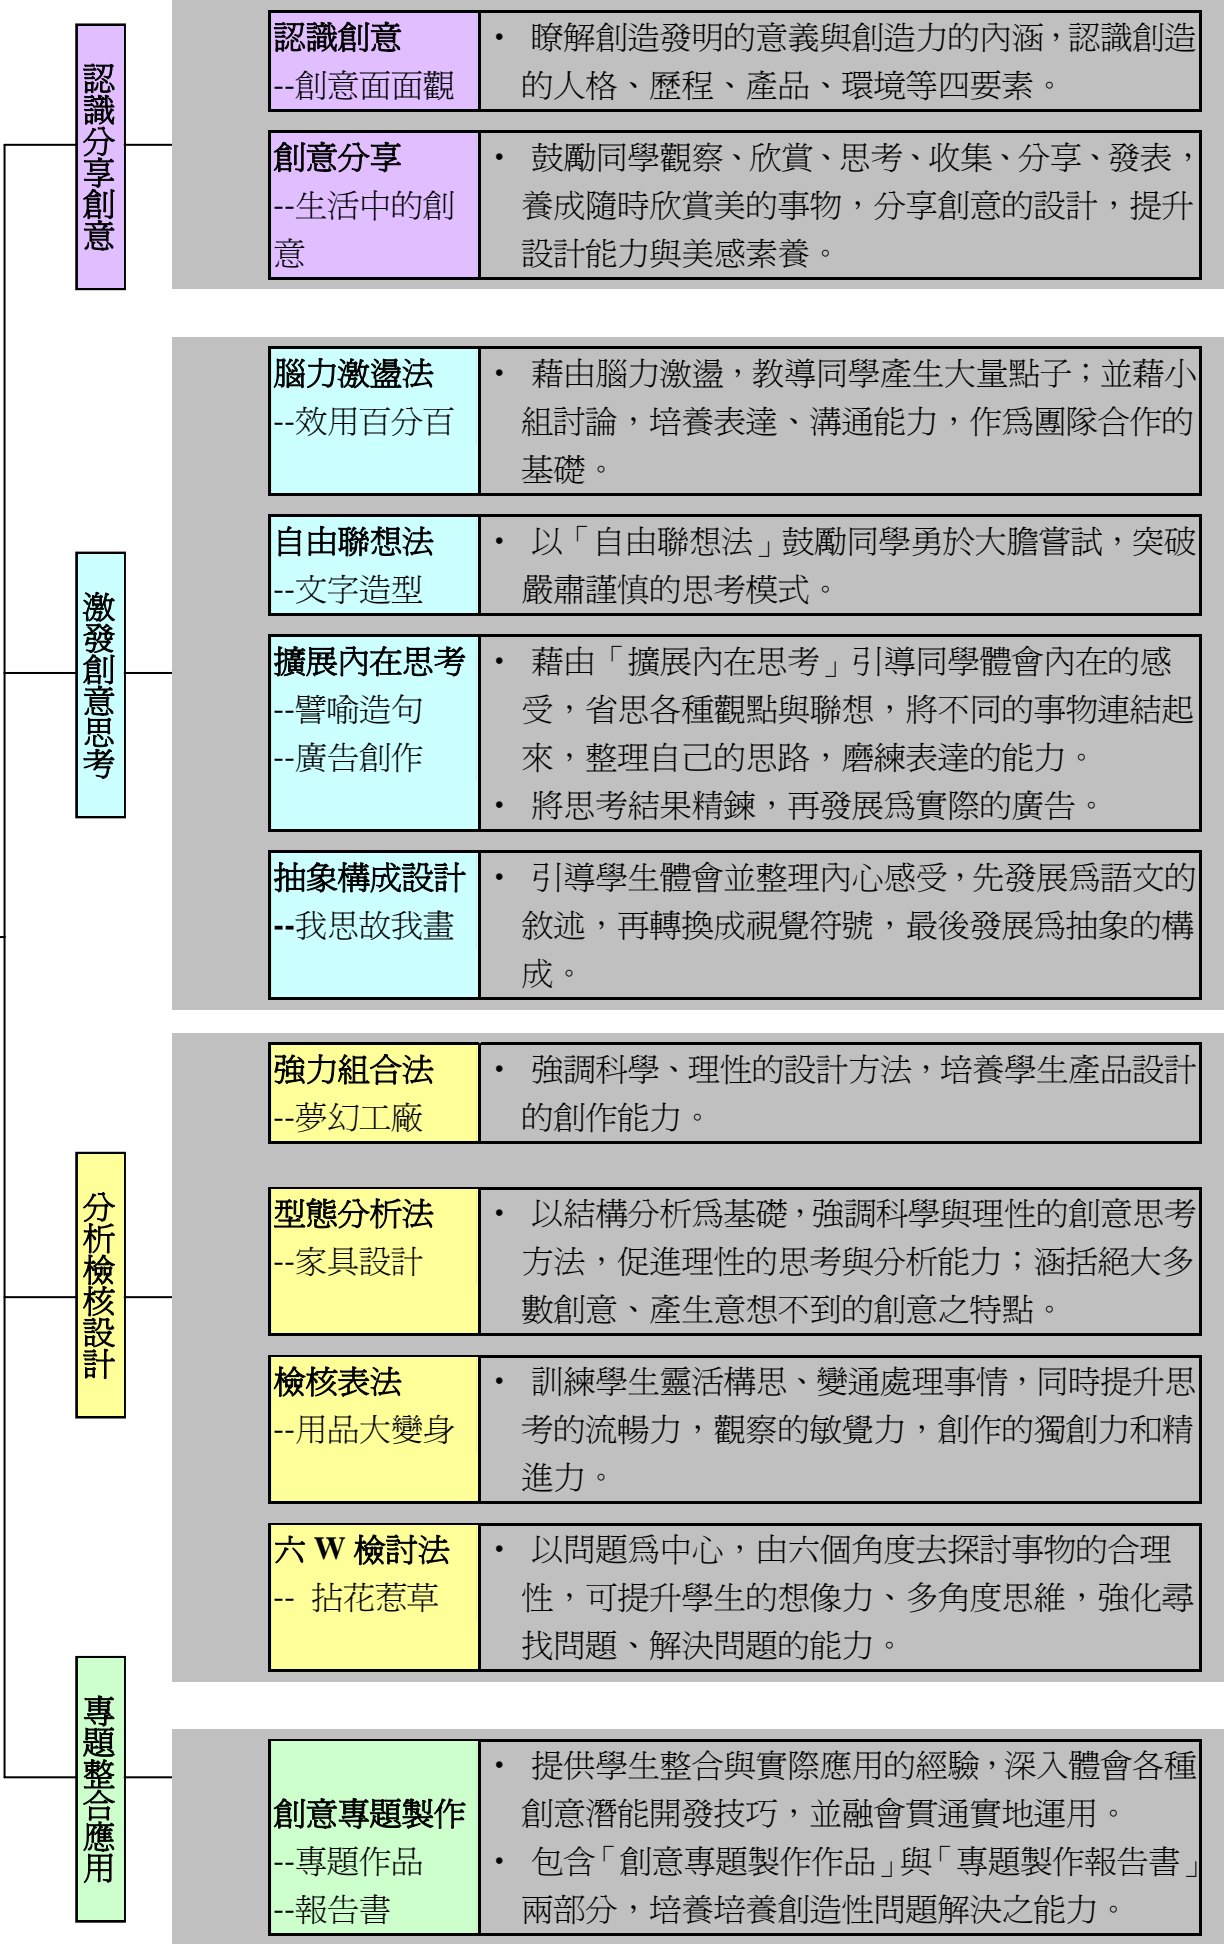 認識分享創意
認識創意
--創意面面觀
‧ 瞭解創造發明的意義與創造力的內涵，認識創造
的人格、歷程、產品、環境等四要素。
創意分享
--生活中的創
意
‧ 鼓勵同學觀察、欣賞、思考、收集、分享、發表，
養成隨時欣賞美的事物，分享創意的設計，提升
設計能力與美感素養。
激發創意思考
腦力激盪法
--效用百分百
‧ 藉由腦力激盪，教導同學產生大量點子；並藉小
組討論，培養表達、溝通能力，作為團隊合作的
基礎。
自由聯想法
--文字造型
‧ 以「自由聯想法」鼓勵同學勇於大膽嘗試，突破
嚴肅謹慎的思考模式。
擴展內在思考
--譬喻造句
--廣告創作
‧ 藉由「擴展內在思考」引導同學體會內在的感
受，省思各種觀點與聯想，將不同的事物連結起
來，整理自己的思路，磨練表達的能力。
‧ 將思考結果精鍊，再發展為實際的廣告。
抽象構成設計
--我思故我畫
‧ 引導學生體會並整理內心感受，先發展為語文的
敘述，再轉換成視覺符號，最後發展為抽象的構
成。
分析檢核設計
強力組合法
--夢幻工廠
‧ 強調科學、理性的設計方法，培養學生產品設計
的創作能力。
型態分析法
--家具設計
‧ 以結構分析為基礎，強調科學與理性的創意思考
方法，促進理性的思考與分析能力；涵括絕大多
數創意、產生意想不到的創意之特點。
檢核表法
--用品大變身
‧ 訓練學生靈活構思、變通處理事情，同時提升思
考的流暢力，觀察的敏覺力，創作的獨創力和精
進力。
六 W 檢討法
-- 拈花惹草
‧ 以問題為中心，由六個角度去探討事物的合理
性，可提升學生的想像力、多角度思維，強化尋
找問題、解決問題的能力。
專題整合應用
創意專題製作
--專題作品
--報告書
‧ 提供學生整合與實際應用的經驗，深入體會各種
創意潛能開發技巧，並融會貫通實地運用。
‧ 包含「創意專題製作作品」與「專題製作報告書」
兩部分，培養培養創造性問題解決之能力。